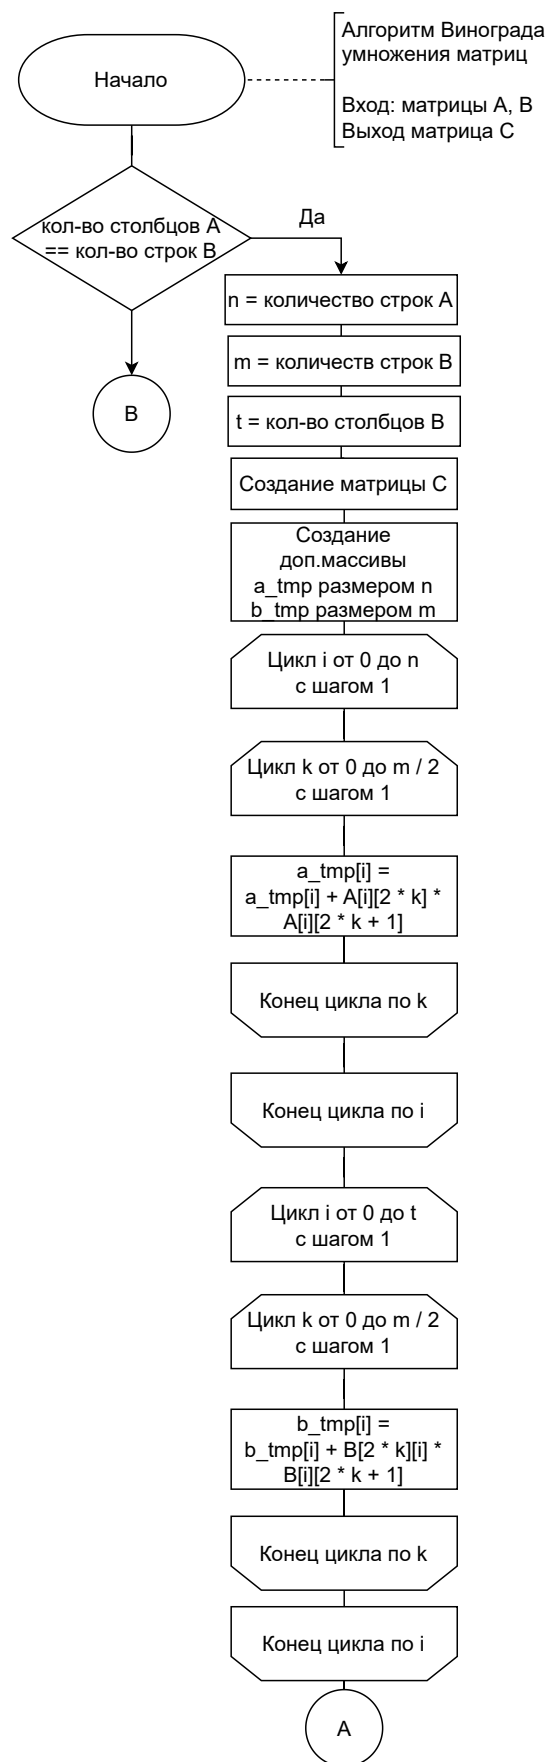 Начало
Алгоритм Винограда
умножения матриц
Вход: матрицы A, B
Выход матрица C
кол-во столбцов A
== кол-во строк B
Да
B
n = количество строк A
m = количеств строк B
t = кол-во столбцов B
Создание матрицы C
Создание
доп.массивы
a_tmp размером n
b_tmp размером m
Цикл i от 0 до n
с шагом 1
Цикл k от 0 до m / 2
с шагом 1
a_tmp[i] =
a_tmp[i] + A[i][2 * k] *
A[i][2 * k + 1]
Конец цикла по k
Конец цикла по i
Цикл i от 0 до t
с шагом 1
Цикл k от 0 до m / 2
с шагом 1
b_tmp[i] =
b_tmp[i] + B[2 * k][i] *
B[i][2 * k + 1]
Конец цикла по k
Конец цикла по i
A